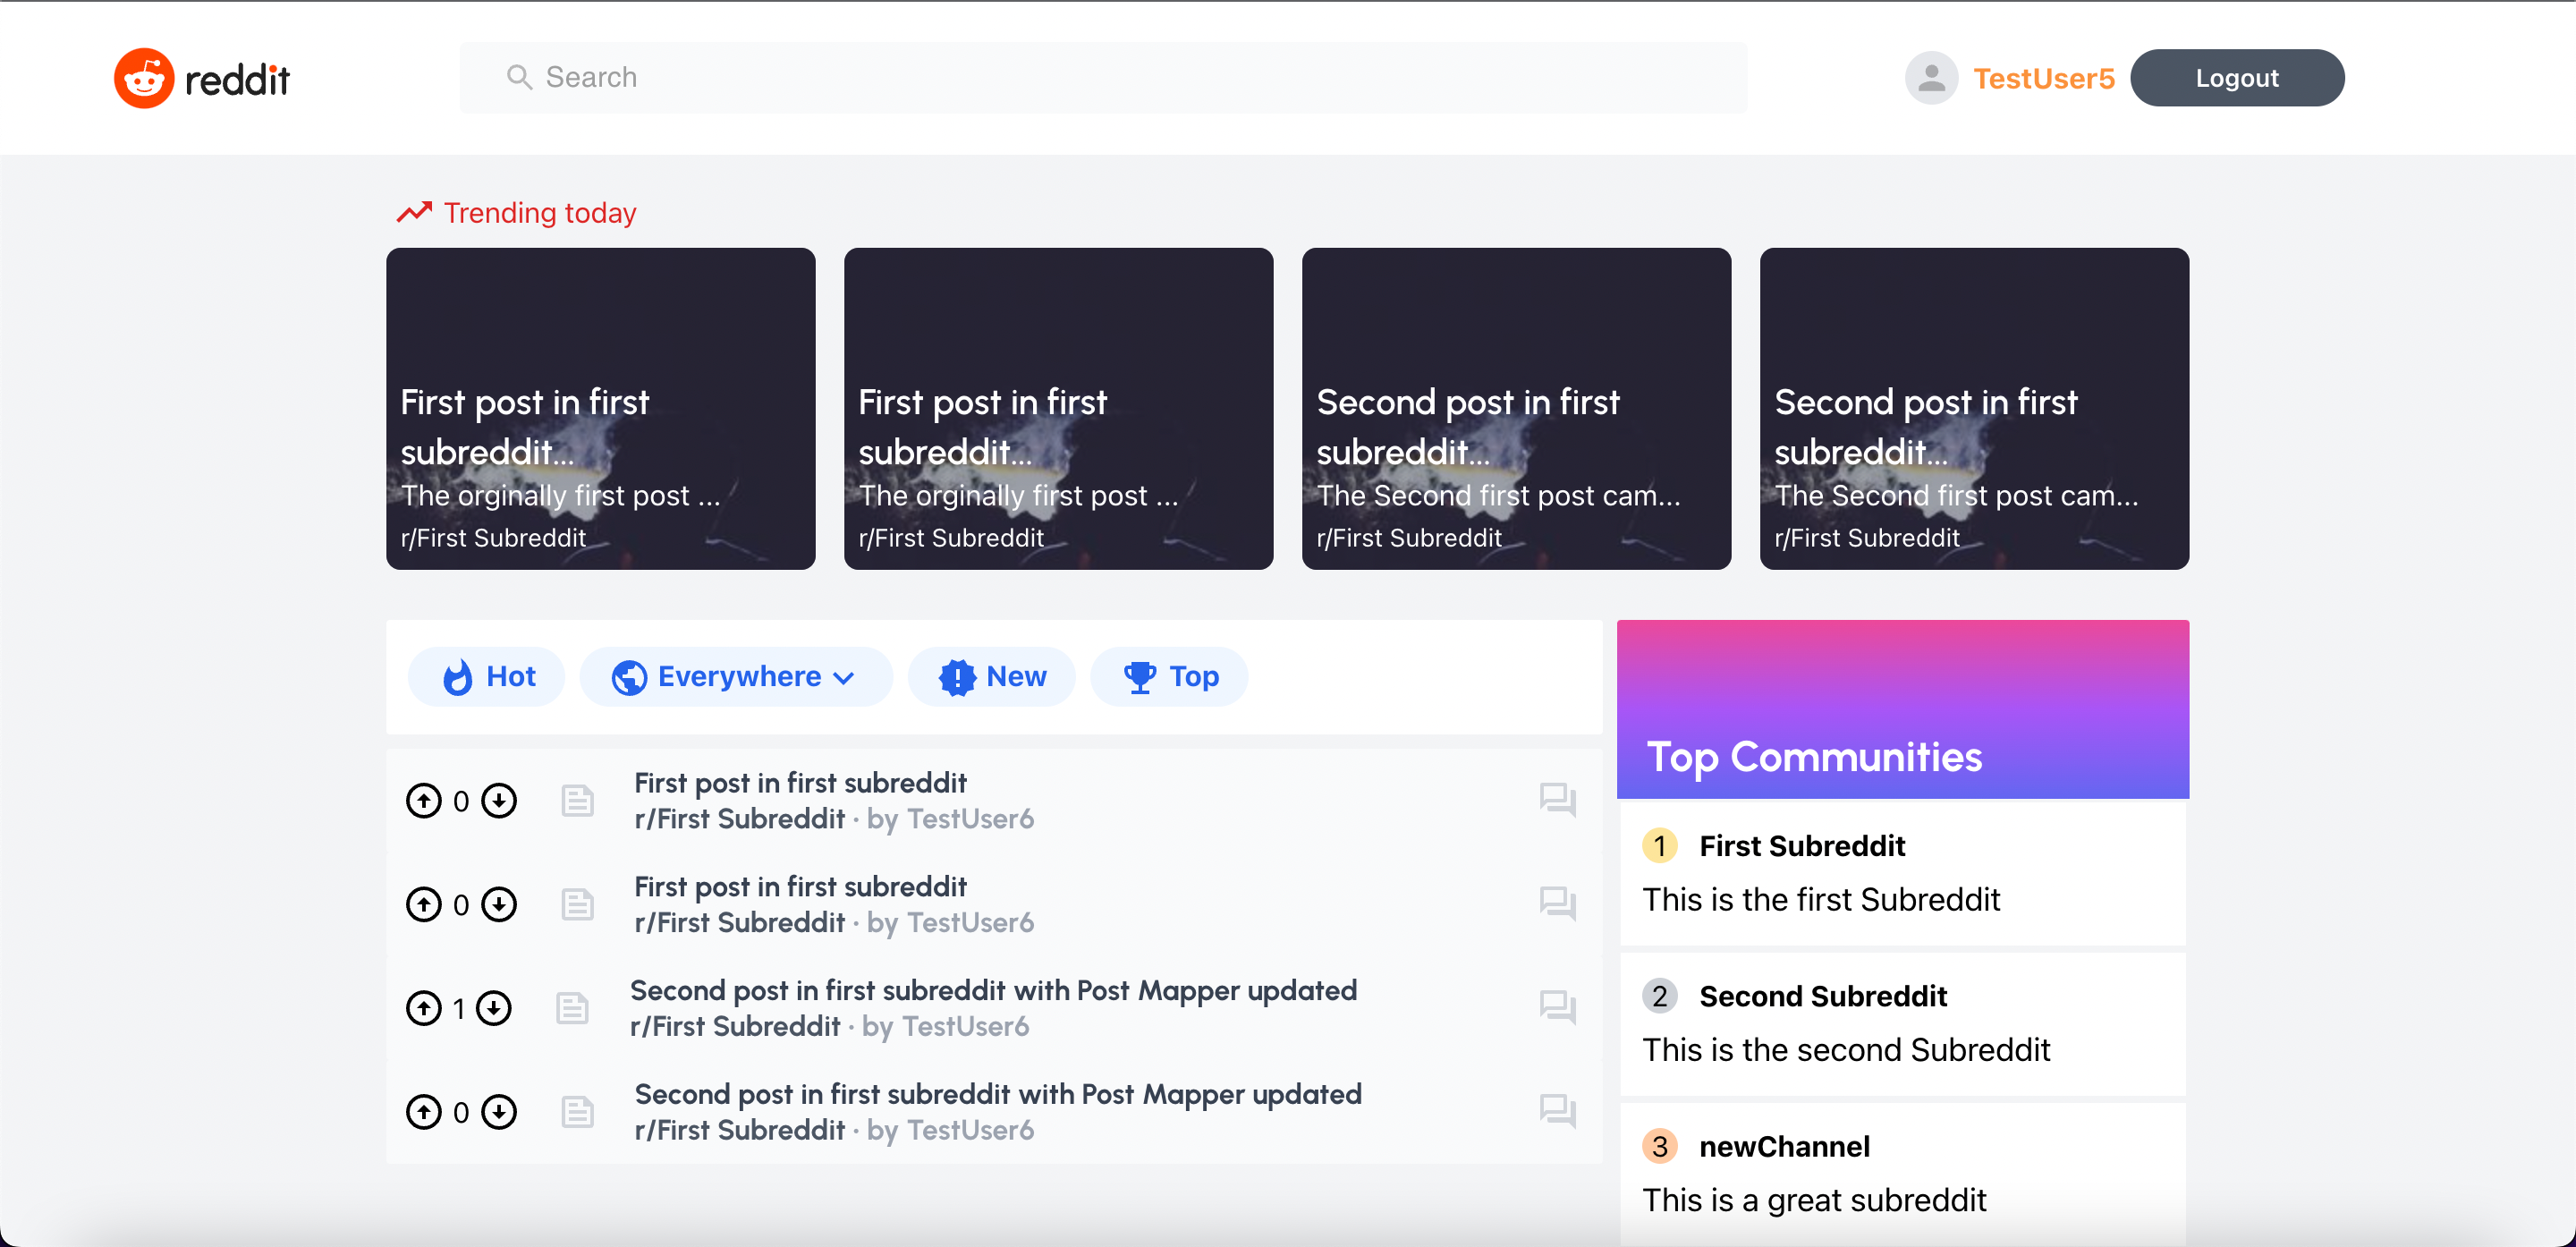 reddit
Search
TestUser5
Logout
Trending today
First post in first
subreddit...
The orginally first post ...
r/First Subreddit
First post in first
subreddit...
The orginally first post ...
r/First Subreddit
Second post in first
subreddit...
The Second first post cam...
r/First Subreddit
Second post in first
subreddit...
The Second first post cam...
r/First Subreddit
Hot
Everywhere
New
Top
0
First post in first subreddit
r/First Subreddit · by TestUser6
0
First post in first subreddit
r/First Subreddit · by TestUser6
1
Second post in first subreddit with Post Mapper updated
r/First Subreddit · by TestUser6
0
Second post in first subreddit with Post Mapper updated
r/First Subreddit · by TestUser6
Top Communities
1 First Subreddit
This is the first Subreddit
2 Second Subreddit
This is the second Subreddit
3 newChannel
This is a great subreddit